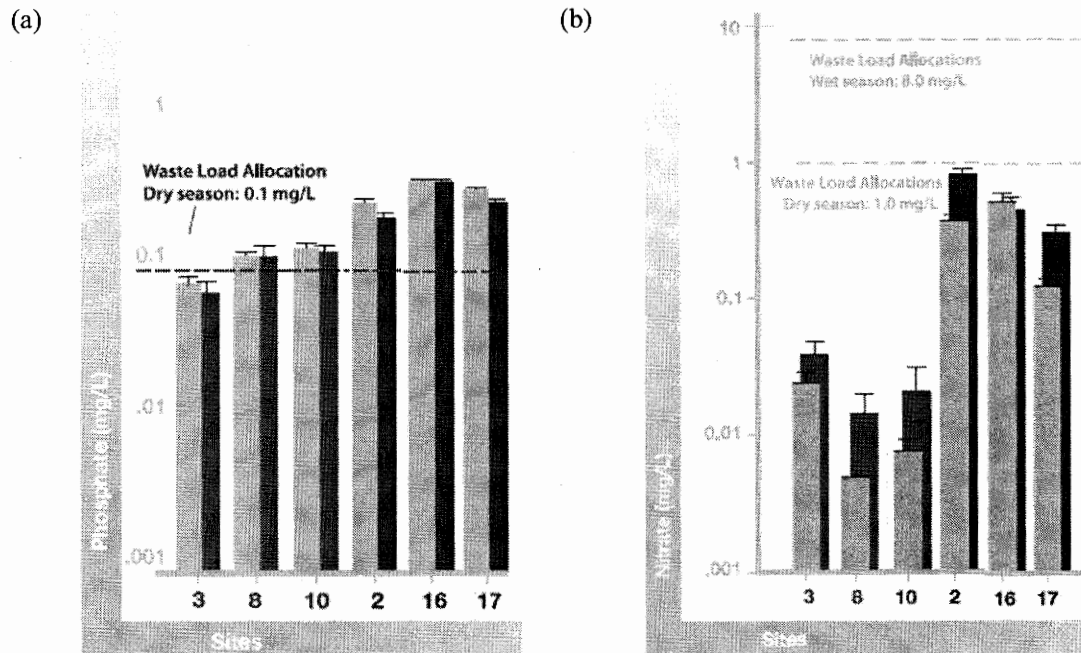 (a)
1
Waste Load Allocation
Dry season: 0.1 mg/L
0.1
.01
.001
Phosphate (mg/L)
3 8 10 2 16 17
Sites
(b)
10
Waste Load Allocations
Wet season: 8.0 mg/L
1
Waste Load Allocations
Dry season: 1.0 mg/L
0.1
0.01
.001
Nitrate (mg/L)
3 8 10 2 16 17
Sites